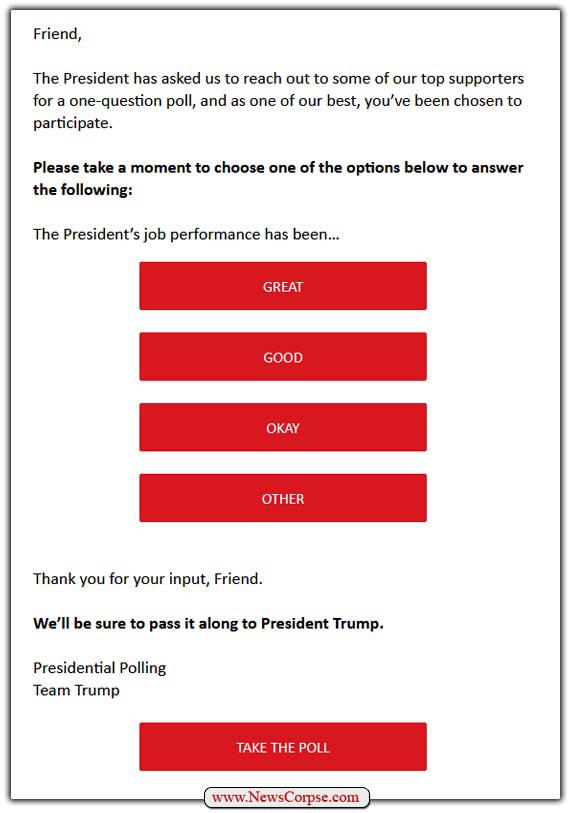 Friend,
The President has asked us to reach out to some of our top supporters
for a one-question poll, and as one of our best, you’ve been chosen to
participate.
Please take a moment to choose one of the options below to answer
the following:
The President’s job performance has been…
GREAT
GOOD
OKAY
OTHER
Thank you for your input, Friend.
We’ll be sure to pass it along to President Trump.
Presidential Polling
Team Trump
TAKE THE POLL
www.NewsCorpse.com